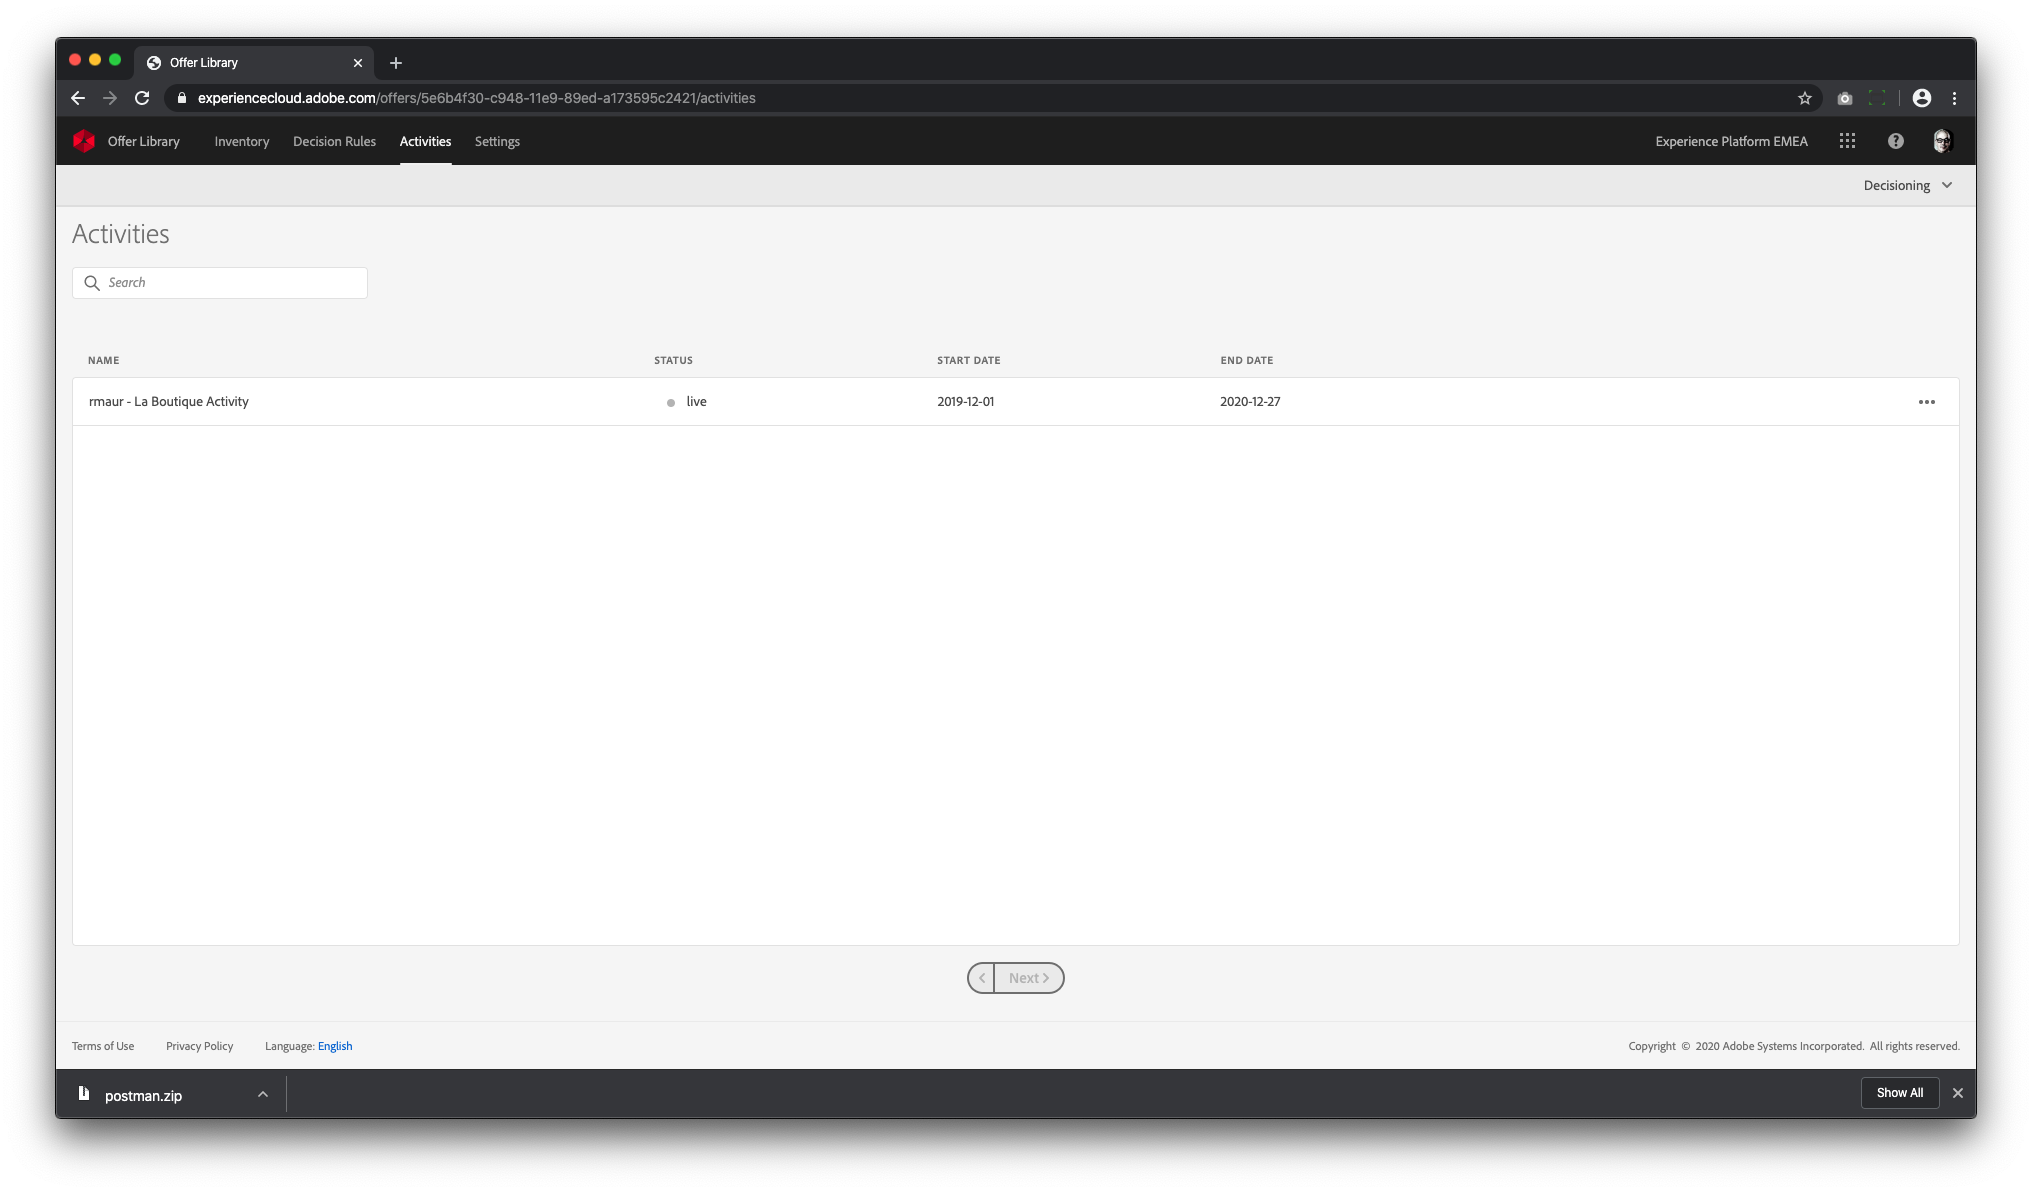 Offer Library
experiencecloud.adobe.com/offers/5e6b4f30-c948-11e9-89ed-a173595c2421/activities
Offer Library Inventory Decision Rules Activities Settings Experience Platform EMEA
Decisioning
Activities
Search
NAME STATUS START DATE END DATE
rmaur - La Boutique Activity live 2019-12-01 2020-12-27
Next
Terms of Use Privacy Policy Language: English Copyright © 2020 Adobe Systems Incorporated. All rights reserved.
postman.zip Show All